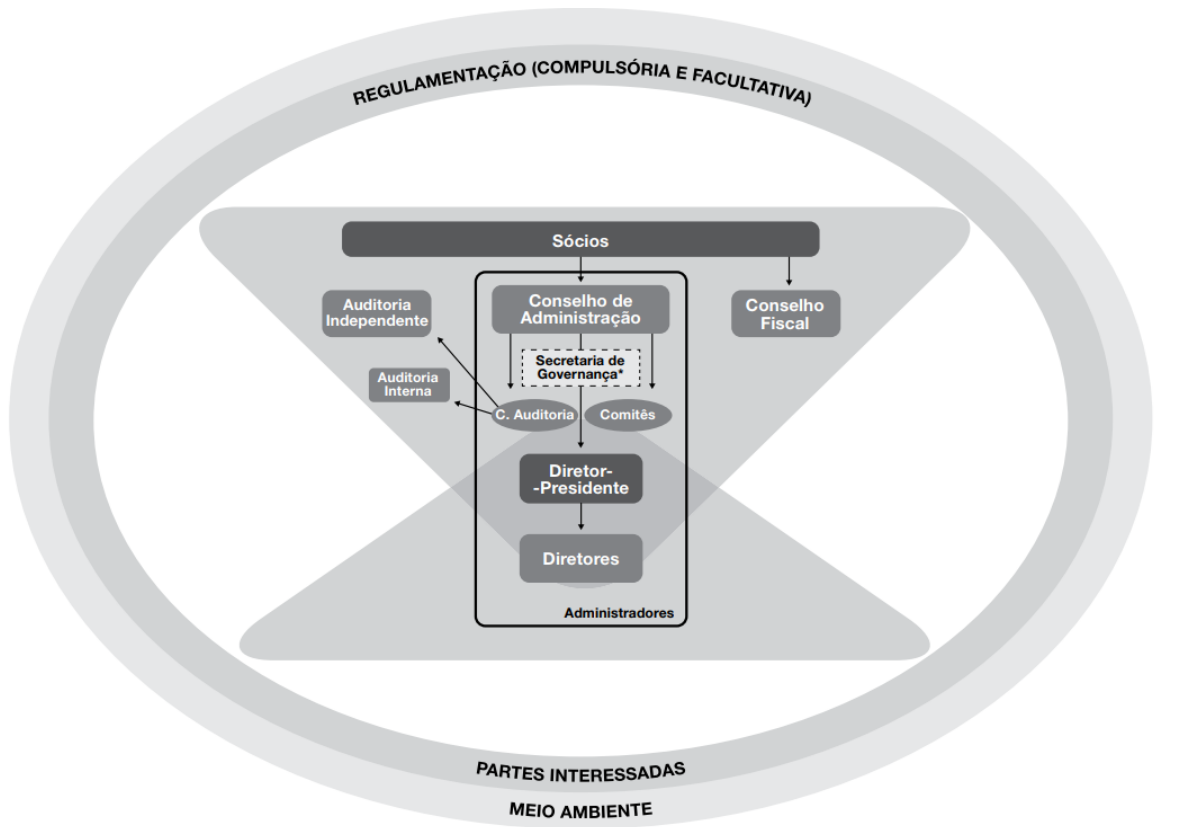 REGULAMENTAÇÃO (COMPULSÓRIA E FACULTATIVA)
Sócios
Auditoria
Independente
Conselho de
Administração
Conselho
Fiscal
Secretaria de
Governança*
Auditoria
Interna
C. Auditoria
Comitês
Diretor-
-Presidente
Diretores
Administradores
PARTES INTERESSADAS
MEIO AMBIENTE